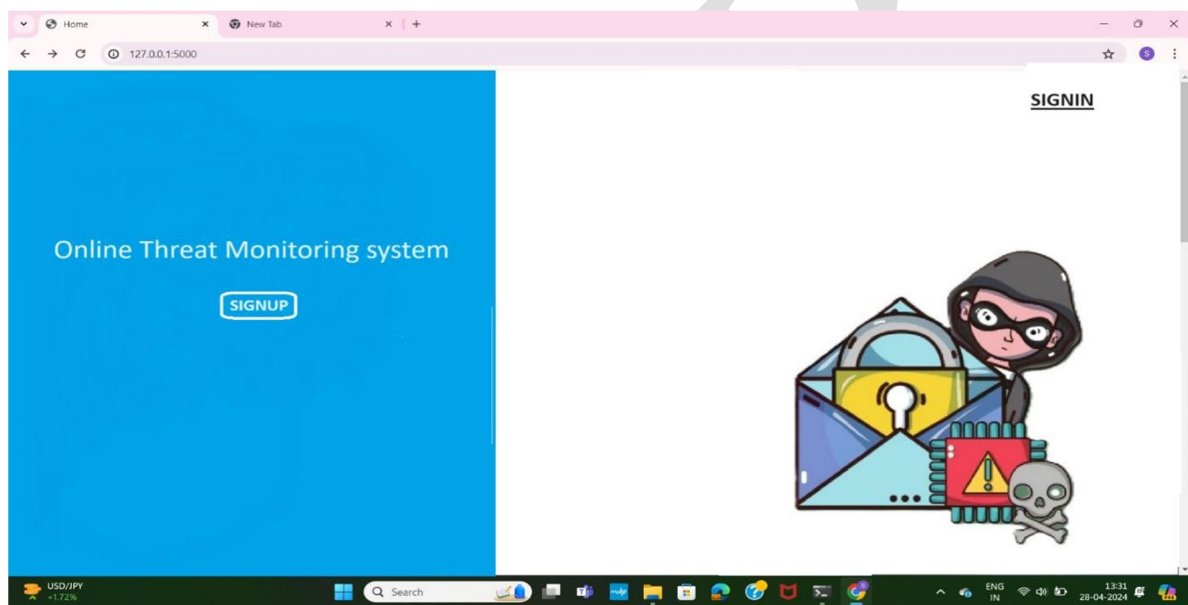 Home
New Tab
127.0.0.1:5000
S
SIGNIN
Online Threat Monitoring system
SIGNUP
USD/JPY
+1.72%
Search
ENG
IN
13:31
28-04-2024